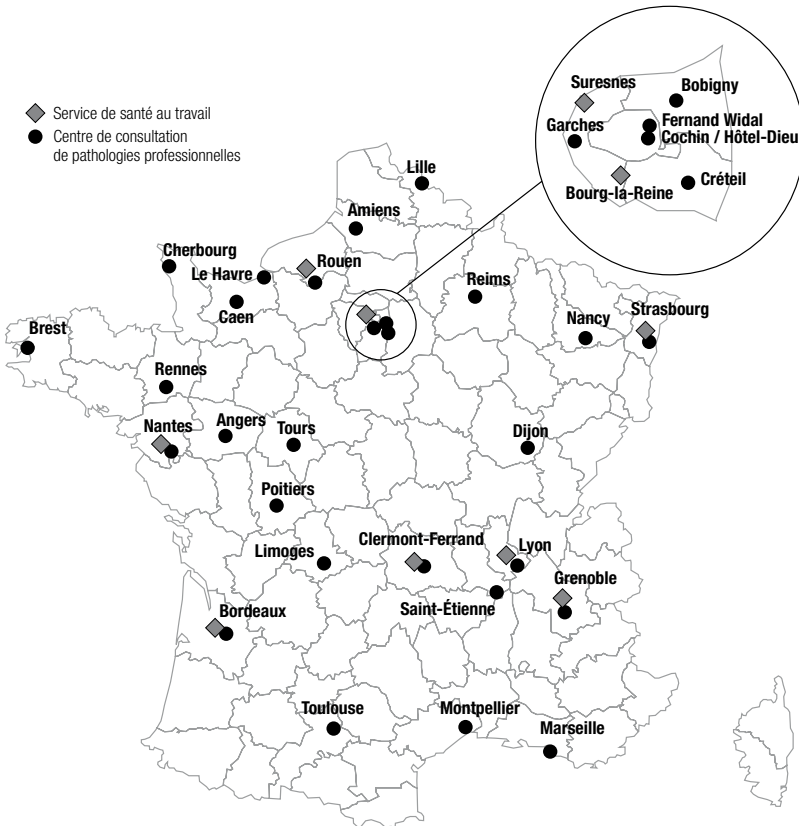 Service de santé au travail
Centre de consultation
de pathologies professionnelles
Suresnes
Bobigny
Fernand Widal
Garches
Cochin / Hôtel-Dieu
Bourg-la-Reine
Créteil
Lille
Amiens
Cherbourg
Le Havre
Rouen
Caen
Reims
Nancy
Strasbourg
Brest
Rennes
Nantes
Angers
Tours
Dijon
Poitiers
Clermont-Ferrand
Lyon
Limoges
Grenoble
Saint-Étienne
Bordeaux
Toulouse
Montpellier
Marseille